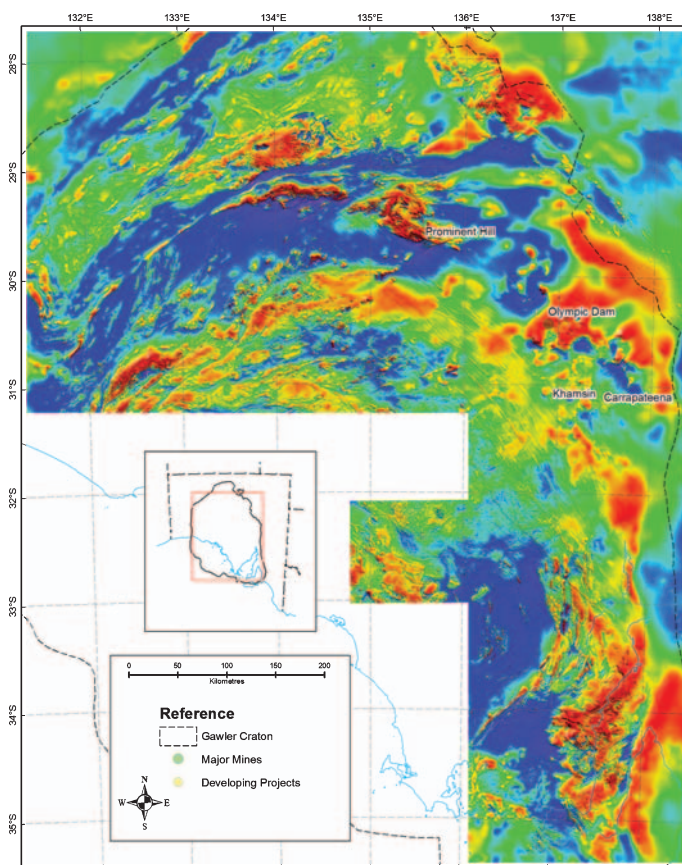 132°E 133°E 134°E 135°E 136°E 137°E 138°E
28°S
29°S
Prominent Hill
30°S
Olympic Dam
31°S
Khamsin Carrapateena
32°S
33°S
0 50 100 150 200
Kilometres
34°S
Reference
Gawler Craton
Major Mines
Developing Projects
N
W E
S
35°S